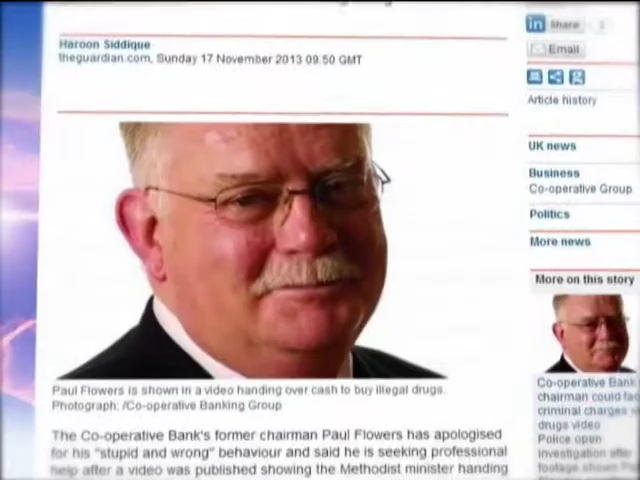 Haroon Siddique
theguardian.com, Sunday 17 November 2013 09.50 GMT
in Share
Email
Article history
UK news
Business
Co-operative Group
Politics
More news
More on this story
Paul Flowers is shown in a video handing over cash to buy illegal drugs.
Photograph: /Co-operative Banking Group
The Co-operative Bank's former chairman Paul Flowers has apologised
for his "stupid and wrong" behaviour and said he is seeking professional
help after a video was published showing the Methodist minister handing
Co-operative Bank
chairman could
criminal charges
drugs video
Police open
investigation after
footage shows